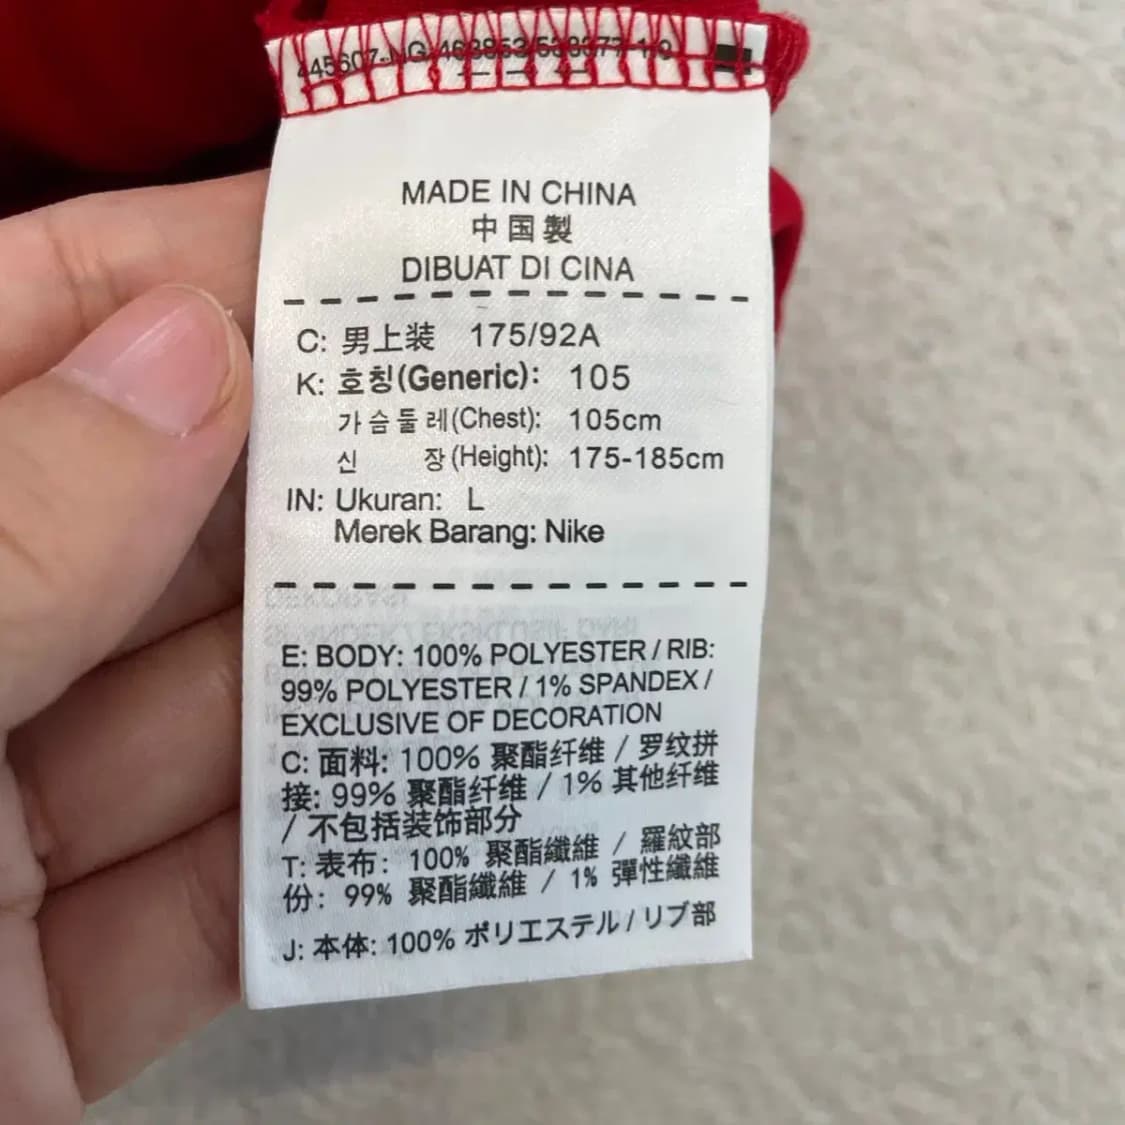 MADE IN CHINA
中国製
DIBUAT DI CINA
C: 男上装 175/92A
K: 호칭(Generic): 105
가슴둘레(Chest): 105cm
신 장(Height): 175-185cm
IN: Ukuran: L
Merek Barang: Nike
E: BODY: 100% POLYESTER / RIB:
99% POLYESTER / 1% SPANDEX /
EXCLUSIVE OF DECORATION
C: 面料: 100% 聚酯纤维 / 罗纹拼
接: 99% 聚酯纤维 / 1% 其他纤维
/ 不包括装饰部分
T: 表布: 100% 聚酯纖維 / 羅紋部
份: 99% 聚酯纖維 / 1% 彈性纖維
J: 本体: 100% ポリエステル / リブ部